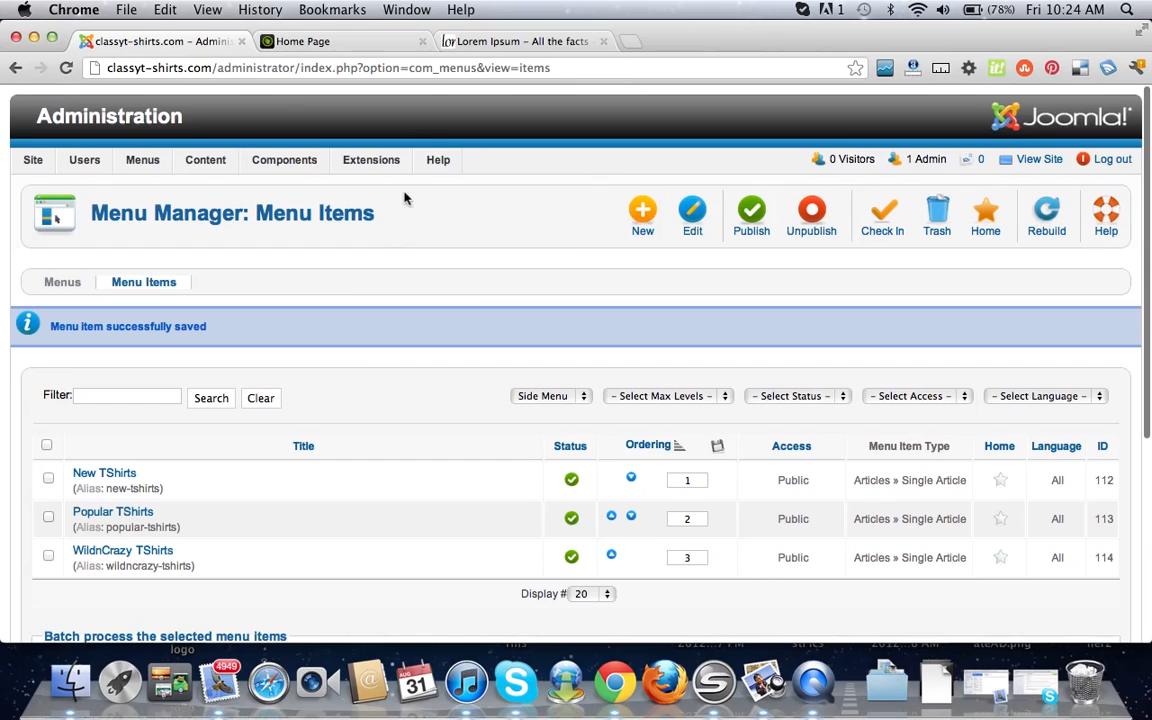 Chrome File Edit View History Bookmarks Window Help 1 (78%) Fri 10:24 AM
classyt-shirts.com - Adminis Home Page Lorem Ipsum - All the facts
classyt-shirts.com/administrator/index.php?option=com_menus&view=items
Administration Joomla!
Site Users Menus Content Components Extensions Help 0 Visitors 1 Admin 0 View Site Log out
Menu Manager: Menu Items New Edit Publish Unpublish Check In Trash Home Rebuild Help
Menus Menu Items
Menu item successfully saved
Filter: Search Clear Side Menu - Select Max Levels - - Select Status - - Select Access - - Select Language -
Title Status Ordering Access Menu Item Type Home Language ID
New TShirts 1 Public Articles » Single Article All 112
(Alias: new-tshirts)
Popular TShirts 2 Public Articles » Single Article All 113
(Alias: popular-tshirts)
WildnCrazy TShirts 3 Public Articles » Single Article All 114
(Alias: wildncrazy-tshirts)
Display # 20
Batch process the selected menu items
logo
4949
31